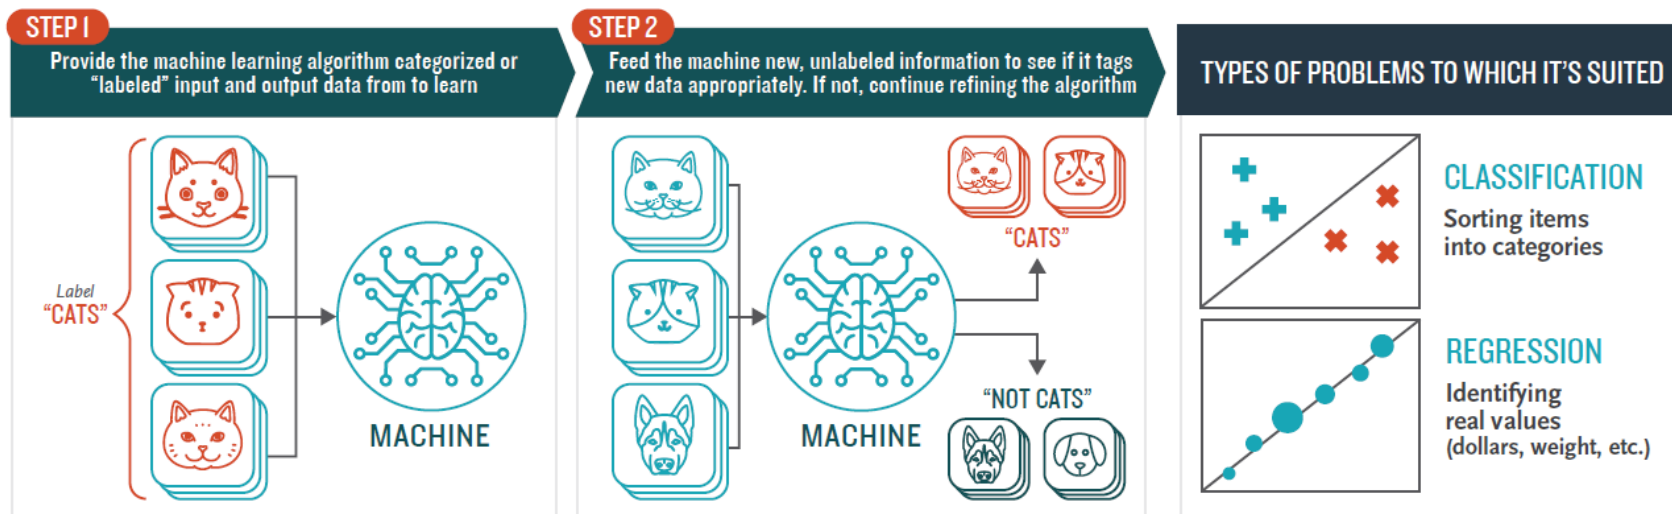 STEP 1
Provide the machine learning algorithm categorized or
“labeled” input and output data from to learn
Label
“CATS”
MACHINE
STEP 2
Feed the machine new, unlabeled information to see if it tags
new data appropriately. If not, continue refining the algorithm
MACHINE
“CATS”
“NOT CATS”
TYPES OF PROBLEMS TO WHICH IT’S SUITED
CLASSIFICATION
Sorting items
into categories
REGRESSION
Identifying
real values
(dollars, weight, etc.)